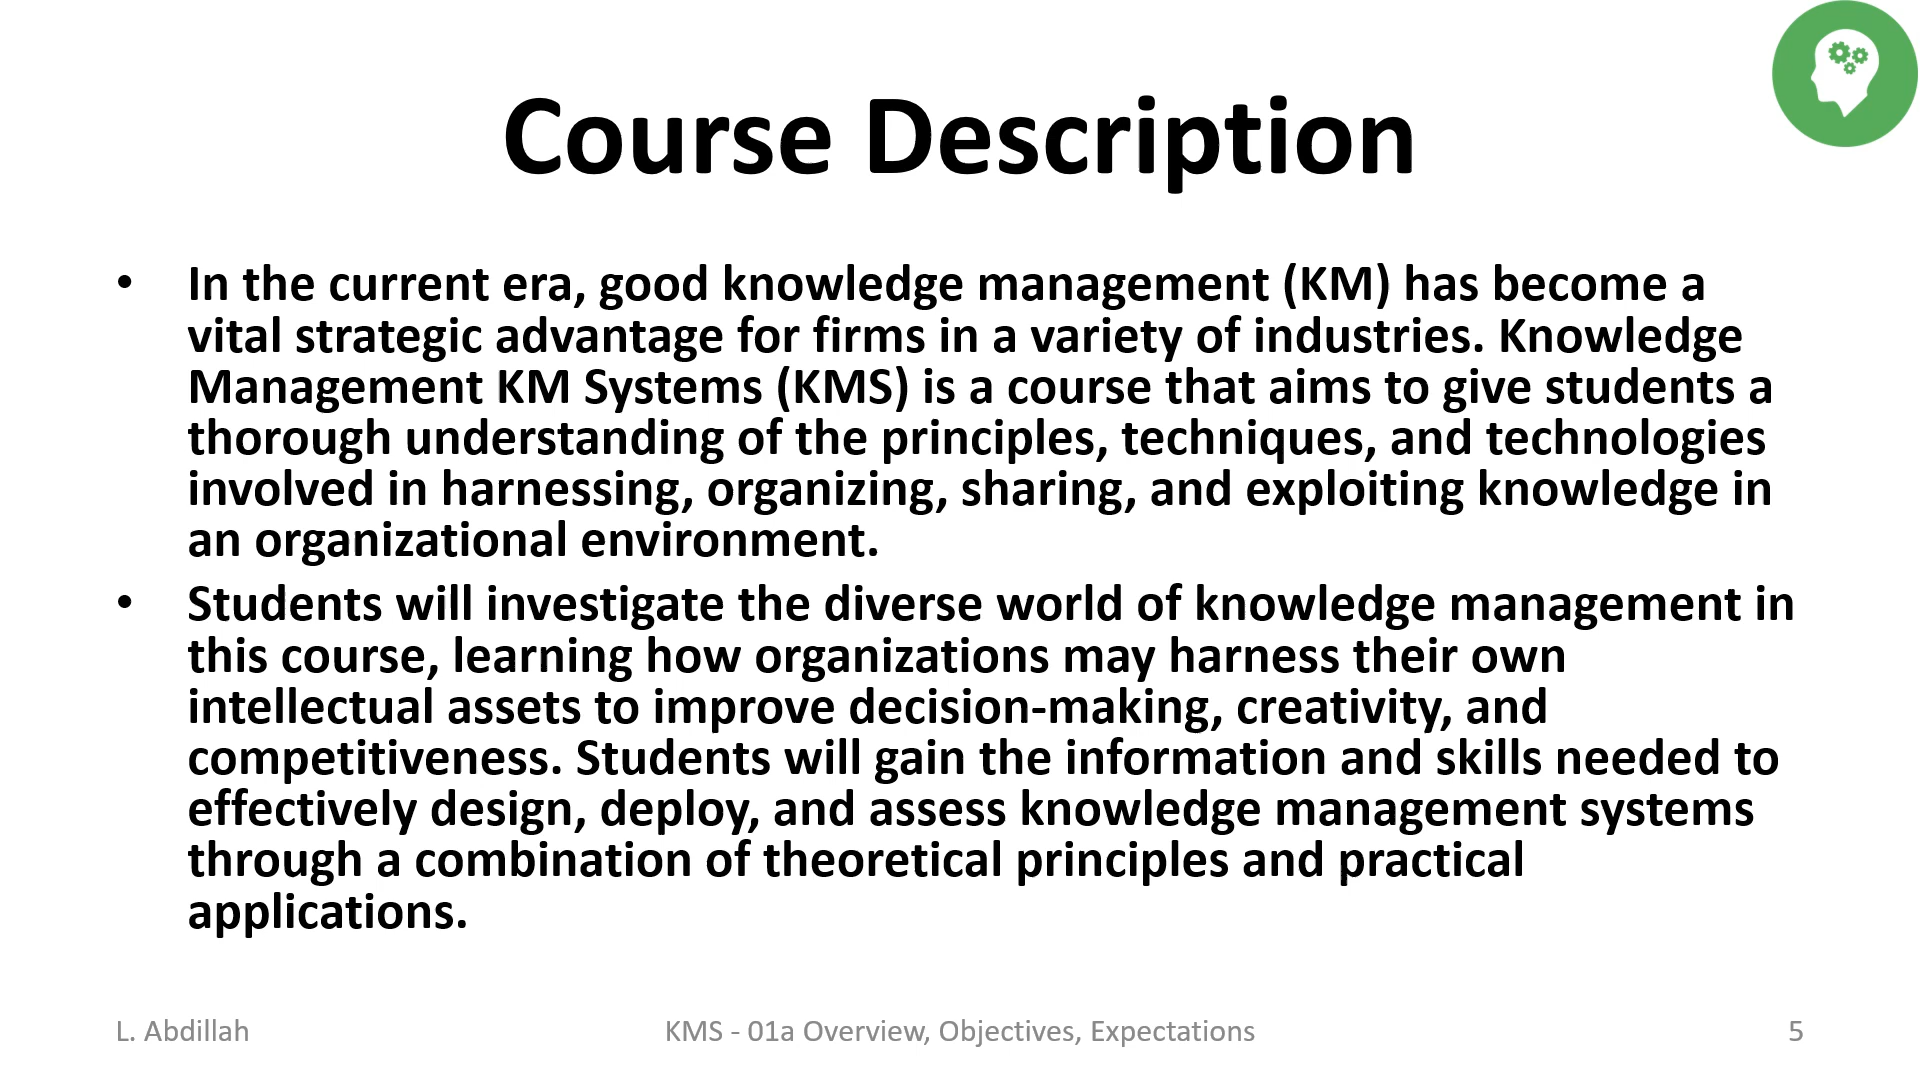 Course Description
• In the current era, good knowledge management (KM) has become a
vital strategic advantage for firms in a variety of industries. Knowledge
Management KM Systems (KMS) is a course that aims to give students a
thorough understanding of the principles, techniques, and technologies
involved in harnessing, organizing, sharing, and exploiting knowledge in
an organizational environment.
• Students will investigate the diverse world of knowledge management in
this course, learning how organizations may harness their own
intellectual assets to improve decision-making, creativity, and
competitiveness. Students will gain the information and skills needed to
effectively design, deploy, and assess knowledge management systems
through a combination of theoretical principles and practical
applications.
L. Abdillah
KMS - 01a Overview, Objectives, Expectations
5